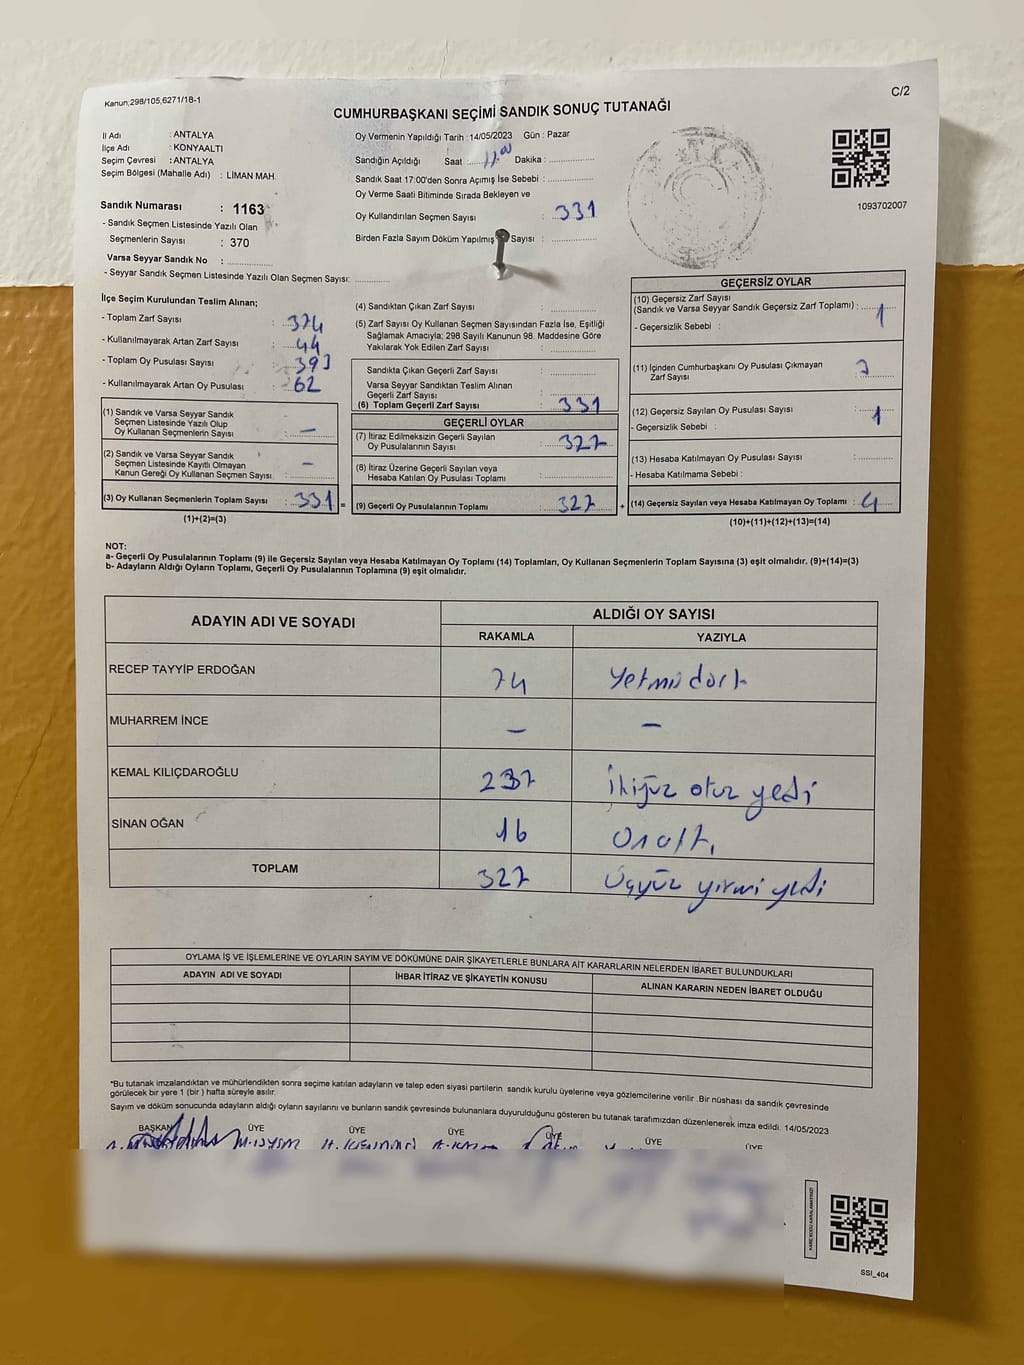 Kanun;298/105,6271/18-1
C/2
CUMHURBAŞKANI SEÇİMİ SANDIK SONUÇ TUTANAĞI
İl Adı : ANTALYA
İlçe Adı : KONYAALTI
Seçim Çevresi : ANTALYA
Seçim Bölgesi (Mahalle Adı) : LİMAN MAH.
Sandık Numarası : 1163
- Sandık Seçmen Listesinde Yazılı Olan
Seçmenlerin Sayısı : 370
Varsa Seyyar Sandık No :
- Seyyar Sandık Seçmen Listesinde Yazılı Olan Seçmen Sayısı:
Oy Vermenin Yapıldığı Tarih : 14/05/2023 Gün : Pazar
Sandığın Açıldığı Saat Dakika :
Sandık Saat 17:00'den Sonra Açımış İse Sebebi :
Oy Verme Saati Bitiminde Sırada Bekleyen ve
Oy Kullandırılan Seçmen Sayısı : 331
Birden Fazla Sayım Döküm Yapılmış Sayısı :
1093702007
İlçe Seçim Kurulundan Teslim Alınan;
- Toplam Zarf Sayısı : 374
- Kullanılmayarak Artan Zarf Sayısı : 44
- Toplam Oy Pusulası Sayısı : 393
- Kullanılmayarak Artan Oy Pusulası : 62
(1) Sandık ve Varsa Seyyar Sandık
Seçmen Listesinde Yazılı Olup
Oy Kullanan Seçmenlerin Sayısı : —
(2) Sandık ve Varsa Seyyar Sandık
Seçmen Listesinde Kayıtlı Olmayan
Kanun Gereği Oy Kullanan Seçmen Sayısı : —
(3) Oy Kullanan Seçmenlerin Toplam Sayısı : 331 =
(1)+(2)=(3)
(4) Sandıktan Çıkan Zarf Sayısı :
(5) Zarf Sayısı Oy Kullanan Seçmen Sayısından Fazla İse, Eşitliği
Sağlamak Amacıyla; 298 Sayılı Kanunun 98. Maddesine Göre
Yakılarak Yok Edilen Zarf Sayısı :
Sandıkta Çıkan Geçerli Zarf Sayısı :
Varsa Seyyar Sandıktan Teslim Alınan
Geçerli Zarf Sayısı :
(6) Toplam Geçerli Zarf Sayısı : 331
GEÇERLİ OYLAR
(7) İtiraz Edilmeksizin Geçerli Sayılan
Oy Pusulalarının Sayısı : 327
(8) İtiraz Üzerine Geçerli Sayılan veya
Hesaba Katılan Oy Pusulası Toplamı :
(9) Geçerli Oy Pusulalarının Toplamı : 327 +
GEÇERSİZ OYLAR
(10) Geçersiz Zarf Sayısı
(Sandık ve Varsa Seyyar Sandık Geçersiz Zarf Toplamı) : 1
- Geçersizlik Sebebi :
(11) İçinden Cumhurbaşkanı Oy Pusulası Çıkmayan
Zarf Sayısı :
(12) Geçersiz Sayılan Oy Pusulası Sayısı : 1
- Geçersizlik Sebebi :
(13) Hesaba Katılmayan Oy Pusulası Sayısı :
- Hesaba Katılmama Sebebi :
(14) Geçersiz Sayılan veya Hesaba Katılmayan Oy Toplamı : 4
(10)+(11)+(12)+(13)=(14)
NOT:
a- Geçerli Oy Pusulalarının Toplamı (9) ile Geçersiz Sayılan veya Hesaba Katılmayan Oy Toplamı (14) Toplamları, Oy Kullanan Seçmenlerin Toplam Sayısına (3) eşit olmalıdır. (9)+(14)=(3)
b- Adayların Aldığı Oyların Toplamı, Geçerli Oy Pusulalarının Toplamına (9) eşit olmalıdır.
ADAYIN ADI VE SOYADI ALDIĞI OY SAYISI
RAKAMLA YAZIYLA
RECEP TAYYİP ERDOĞAN 74 Yetmiş dört
MUHARREM İNCE — —
KEMAL KILIÇDAROĞLU 237 İkiyüz otuz yedi
SİNAN OĞAN 16 Onaltı
TOPLAM 327 Üçyüz yirmi yedi
OYLAMA İŞ VE İŞLEMLERİNE VE OYLARIN SAYIM VE DÖKÜMÜNE DAİR ŞİKAYETLERLE BUNLARA AİT KARARLARIN NELERDEN İBARET BULUNDUKLARI
ADAYIN ADI VE SOYADI İHBAR İTİRAZ VE ŞİKAYETİN KONUSU ALINAN KARARIN NEDEN İBARET OLDUĞU
*Bu tutanak imzalandıktan ve mühürlendikten sonra seçime katılan adayların ve talep eden siyasi partilerin sandık kurulu üyelerine veya gözlemcilerine verilir .Bir nüshası da sandık çevresinde
görülecek bir yere 1 (bir ) hafta süreyle asılır.
Sayım ve döküm sonucunda adayların aldığı oyların sayılarını ve bunların sandık çevresinde bulunanlara duyurulduğunu gösteren bu tutanak tarafımızdan düzenlenerek imza edildi. 14/05/2023
BAŞKAN ÜYE ÜYE ÜYE ÜYE ÜYE ÜYE
SSI_404